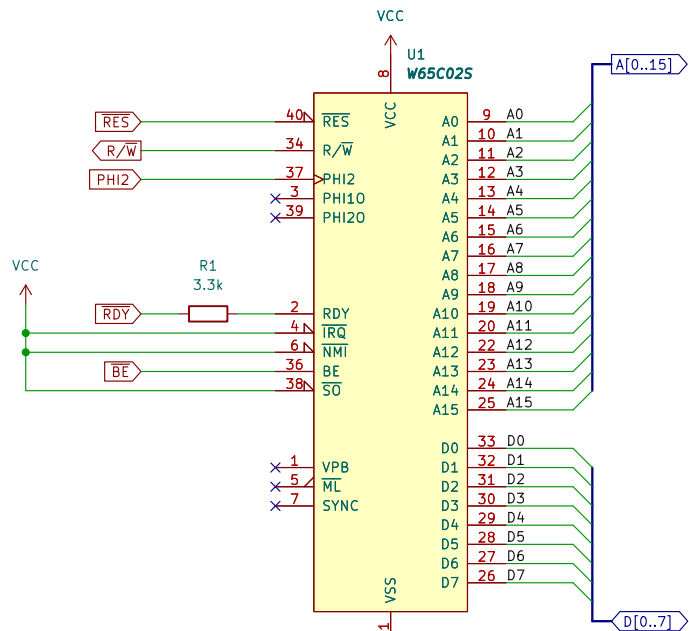 VCC
U1
W65C02S
8
VCC
A[0..15]
RES 40 RES
R/W 34 R/W
PHI2 37 PHI2
3 PHI1O
39 PHI2O
A0 9 A0
A1 10 A1
A2 11 A2
A3 12 A3
A4 13 A4
A5 14 A5
A6 15 A6
A7 16 A7
A8 17 A8
A9 18 A9
A10 19 A10
A11 20 A11
A12 22 A12
A13 23 A13
A14 24 A14
A15 25 A15
VCC
R1
3.3k
RDY 2 RDY
4 IRQ
6 NMI
BE 36 BE
38 SO
1 VPB
5 ML
7 SYNC
D0 33 D0
D1 32 D1
D2 31 D2
D3 30 D3
D4 29 D4
D5 28 D5
D6 27 D6
D7 26 D7
VSS
1
D[0..7]